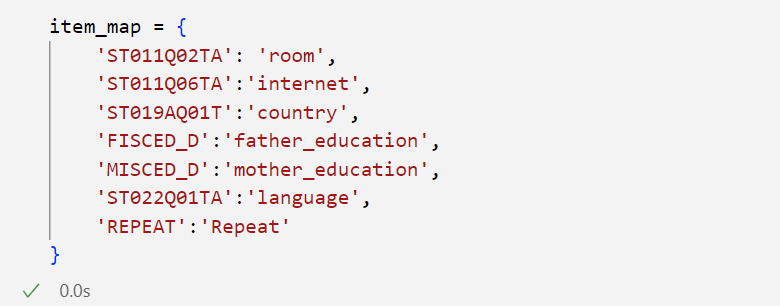 item_map = {
    'ST011Q02TA': 'room',
    'ST011Q06TA':'internet',
    'ST019AQ01T':'country',
    'FISCED_D':'father_education',
    'MISCED_D':'mother_education',
    'ST022Q01TA':'language',
    'REPEAT':'Repeat'
}
0.0s